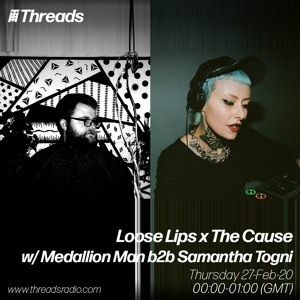 Threads
Loose Lips x The Cause
w/ Medallion Man b2b Samantha Togni
Thursday 27-Feb-20
www.threadsradio.com
00:00-01:00 (GMT)